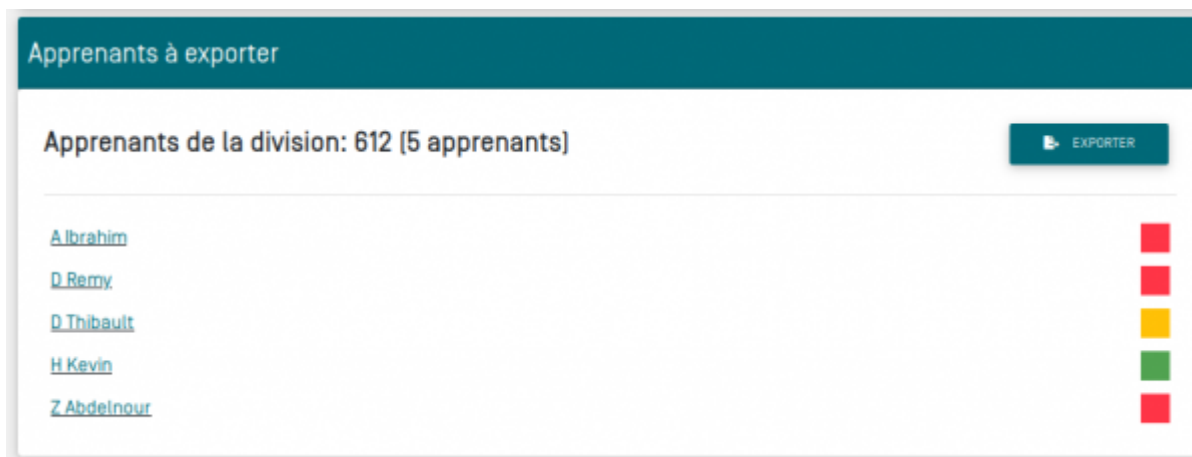 Apprenants à exporter
Apprenants de la division: 612 (5 apprenants)
EXPORTER
A Ibrahim
D Remy
D Thibault
H Kevin
Z Abdelnour